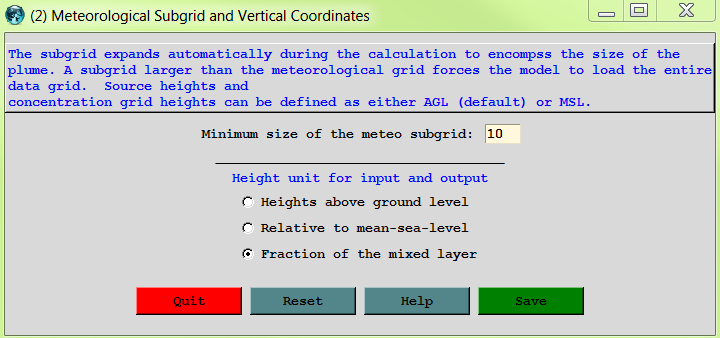 (2) Meteorological Subgrid and Vertical Coordinates
The subgrid expands automatically during the calculation to encompss the size of the
plume. A subgrid larger than the meteorological grid forces the model to load the entire
data grid.  Source heights and
concentration grid heights can be defined as either AGL (default) or MSL.
Minimum size of the meteo subgrid: 10
Height unit for input and output
Heights above ground level
Relative to mean-sea-level
Fraction of the mixed layer
Quit Reset Help Save